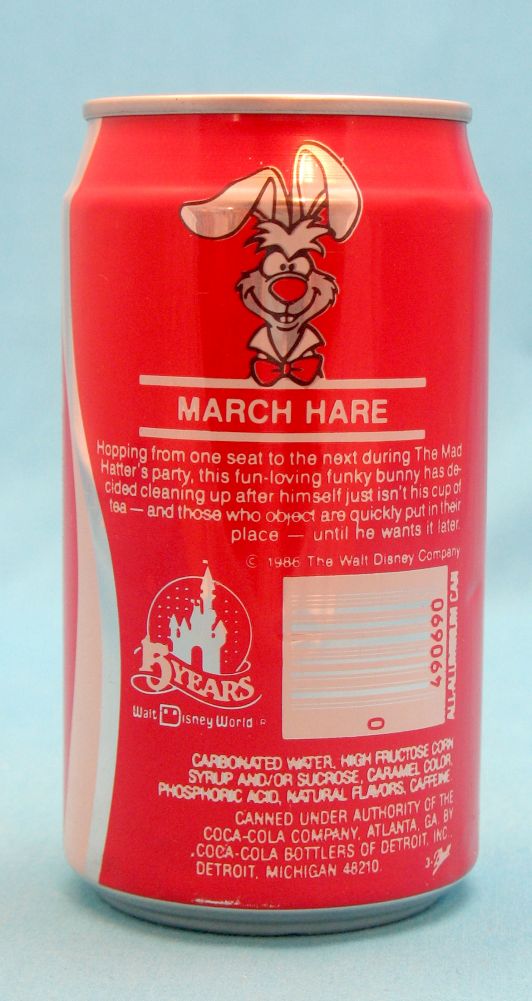 MARCH HARE
Hopping from one seat to the next during The Mad
Hatter's party, this fun-loving funky bunny has de-
cided cleaning up after himself just isn't his cup of
tea — and those who object are quickly put in their
place — until he wants it later.
© 1986 The Walt Disney Company
15 YEARS
Walt Disney World ®
0
490690
ALL-ALUMINUM CAN
CARBONATED WATER, HIGH FRUCTOSE CORN
SYRUP AND/OR SUCROSE, CARAMEL COLOR,
PHOSPHORIC ACID, NATURAL FLAVORS, CAFFEINE
CANNED UNDER AUTHORITY OF THE
COCA-COLA COMPANY, ATLANTA, GA. BY
COCA-COLA BOTTLERS OF DETROIT, INC.
DETROIT, MICHIGAN 48210.